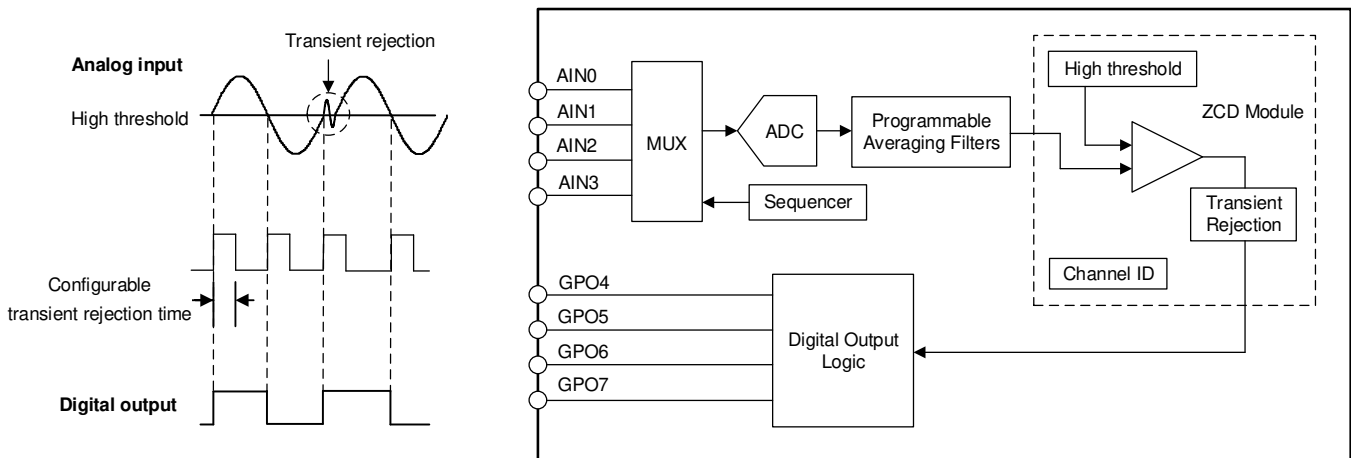 Transient rejection
Analog input
High threshold
Configurable
transient rejection time
Digital output
AIN0
AIN1
AIN2
AIN3
MUX
ADC
Programmable
Averaging Filters
Sequencer
High threshold
ZCD Module
Transient
Rejection
Channel ID
GPO4
GPO5
GPO6
GPO7
Digital Output
Logic